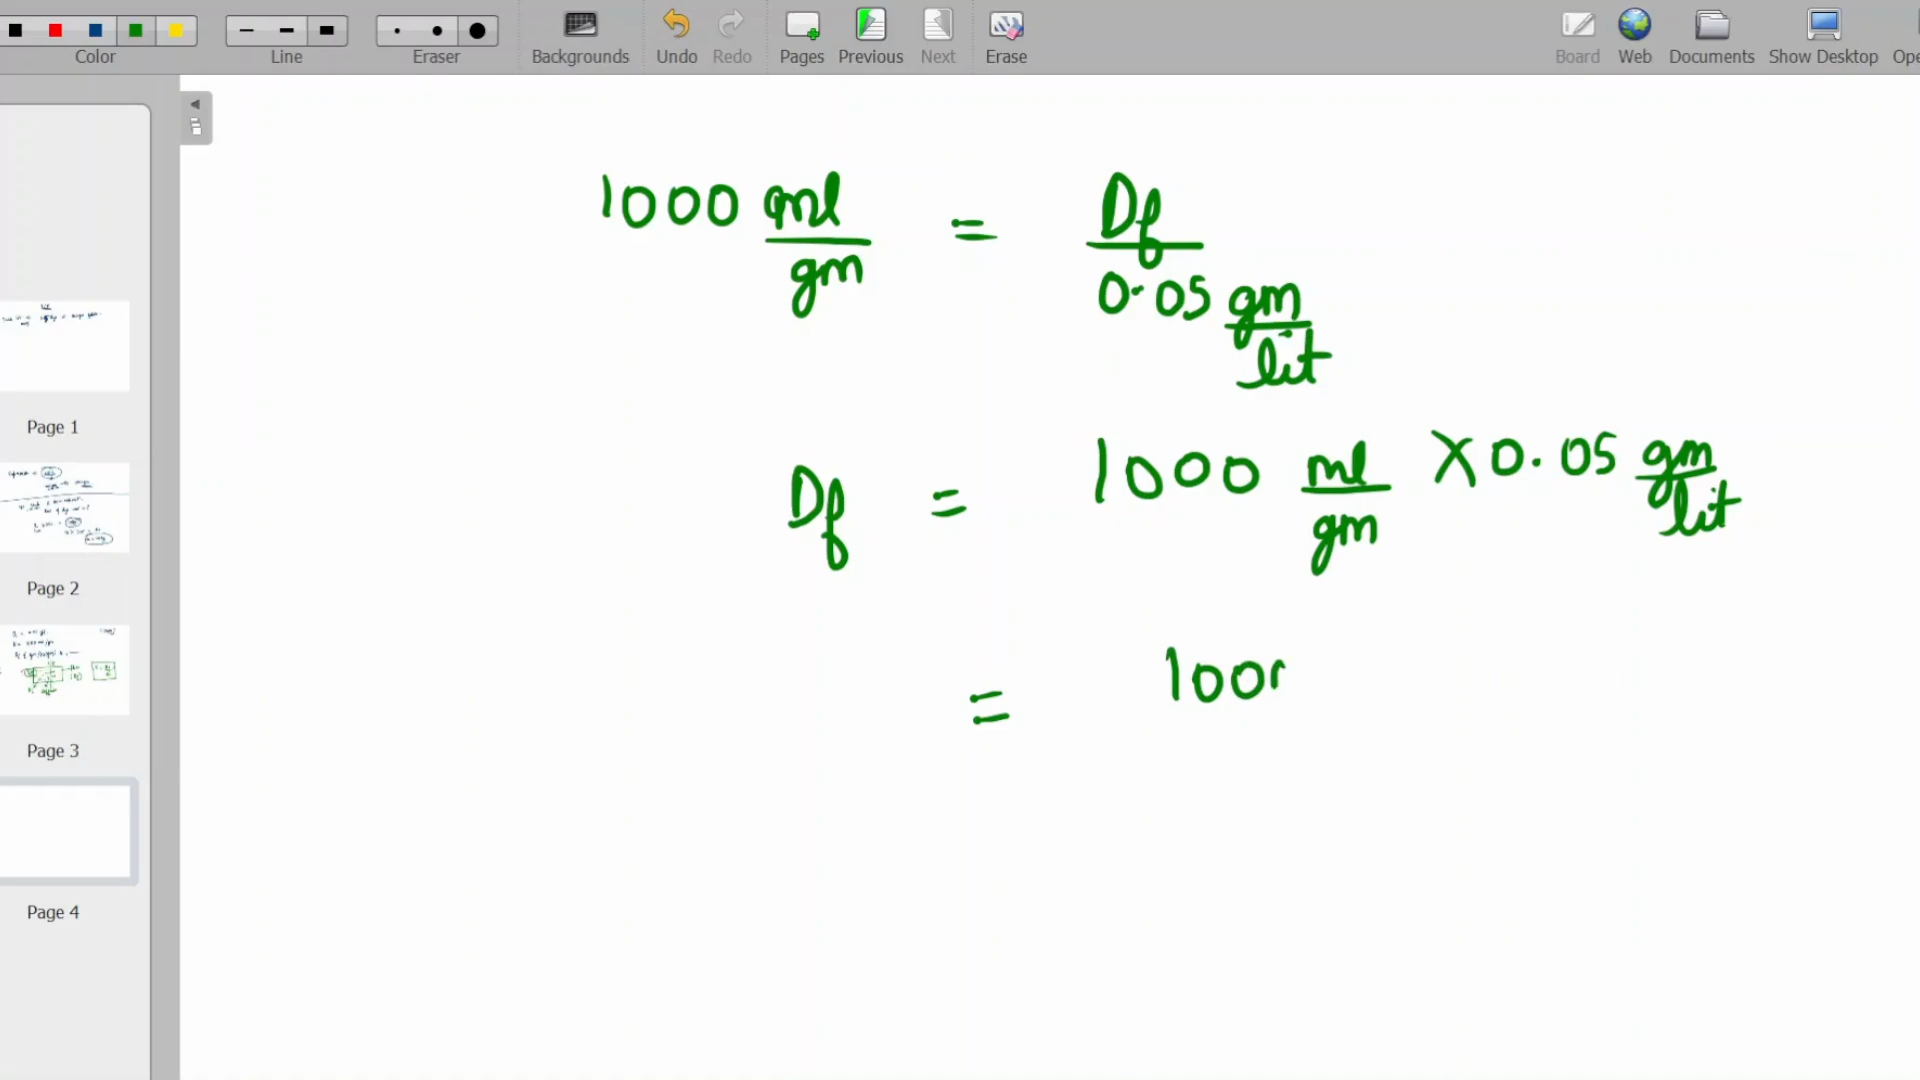 Color Line Eraser Backgrounds Undo Redo Pages Previous Next Erase Board Web Documents Show Desktop Ope
1000 ml/gm = Df / 0.05 gm/lit
Df = 1000 ml/gm X 0.05 gm/lit
= 100
Page 1
Page 2
Page 3
Page 4